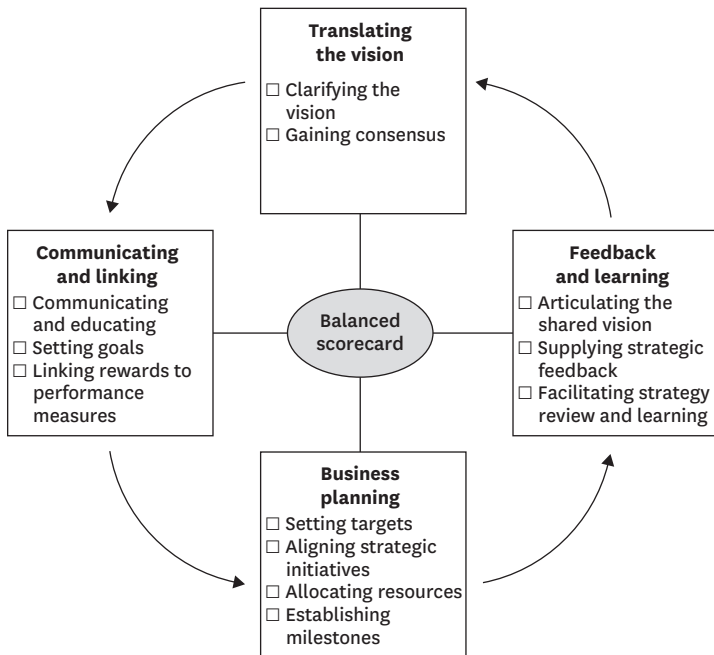 Translating
the vision
☐ Clarifying the
vision
☐ Gaining consensus
Communicating
and linking
☐ Communicating
and educating
☐ Setting goals
☐ Linking rewards to
performance
measures
Balanced
scorecard
Feedback
and learning
☐ Articulating the
shared vision
☐ Supplying strategic
feedback
☐ Facilitating strategy
review and learning
Business
planning
☐ Setting targets
☐ Aligning strategic
initiatives
☐ Allocating resources
☐ Establishing
milestones